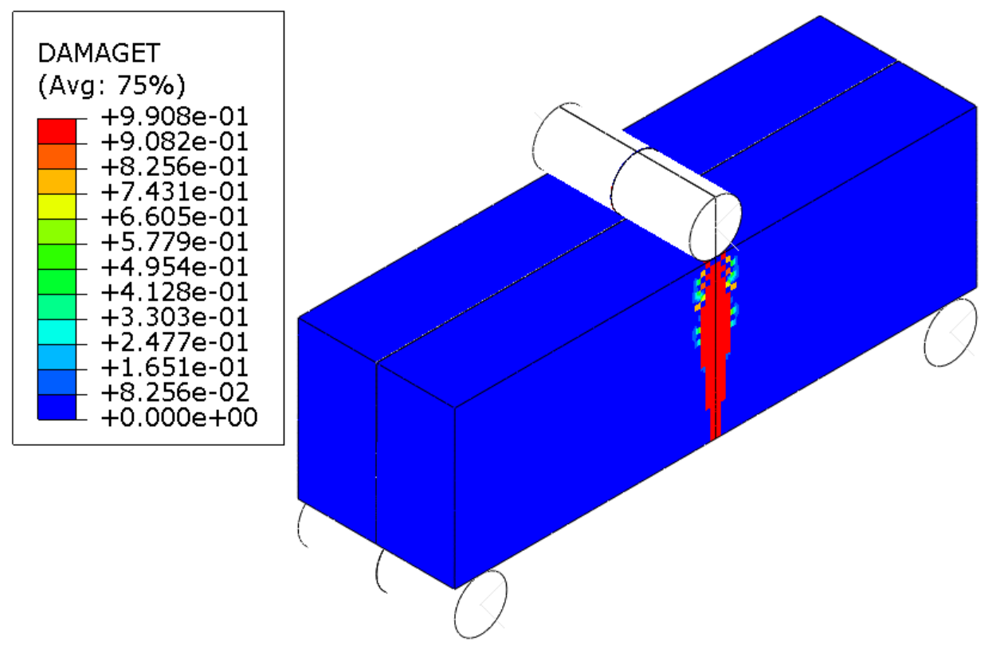 DAMAGET
(Avg: 75%)
+9.908e-01
+9.082e-01
+8.256e-01
+7.431e-01
+6.605e-01
+5.779e-01
+4.954e-01
+4.128e-01
+3.303e-01
+2.477e-01
+1.651e-01
+8.256e-02
+0.000e+00